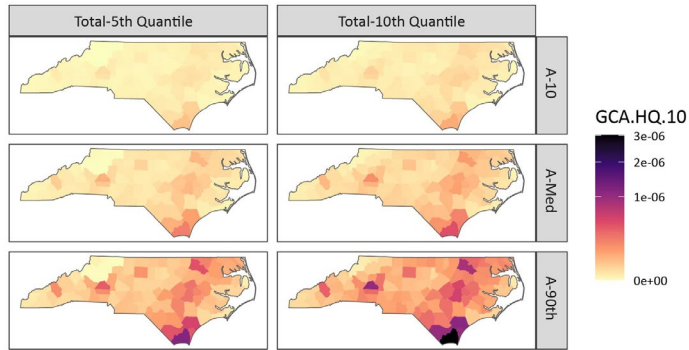 Total-5th Quantile
Total-10th Quantile
A-10
A-Med
A-90th
GCA.HQ.10
3e-06
2e-06
1e-06
0e+00